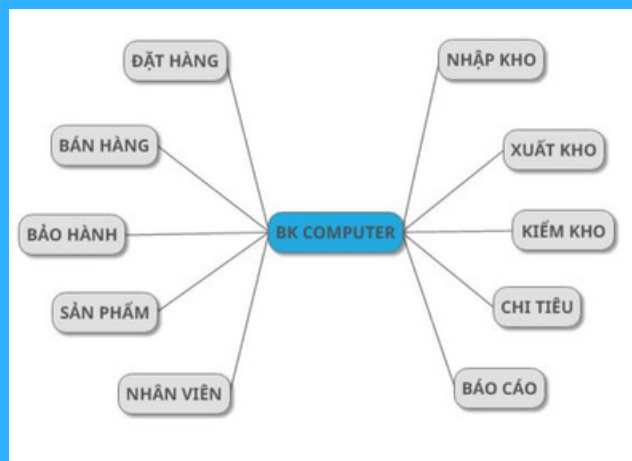 ĐẶT HÀNG
BÁN HÀNG
BẢO HÀNH
SẢN PHẨM
NHÂN VIÊN
BK COMPUTER
NHẬP KHO
XUẤT KHO
KIỂM KHO
CHI TIÊU
BÁO CÁO